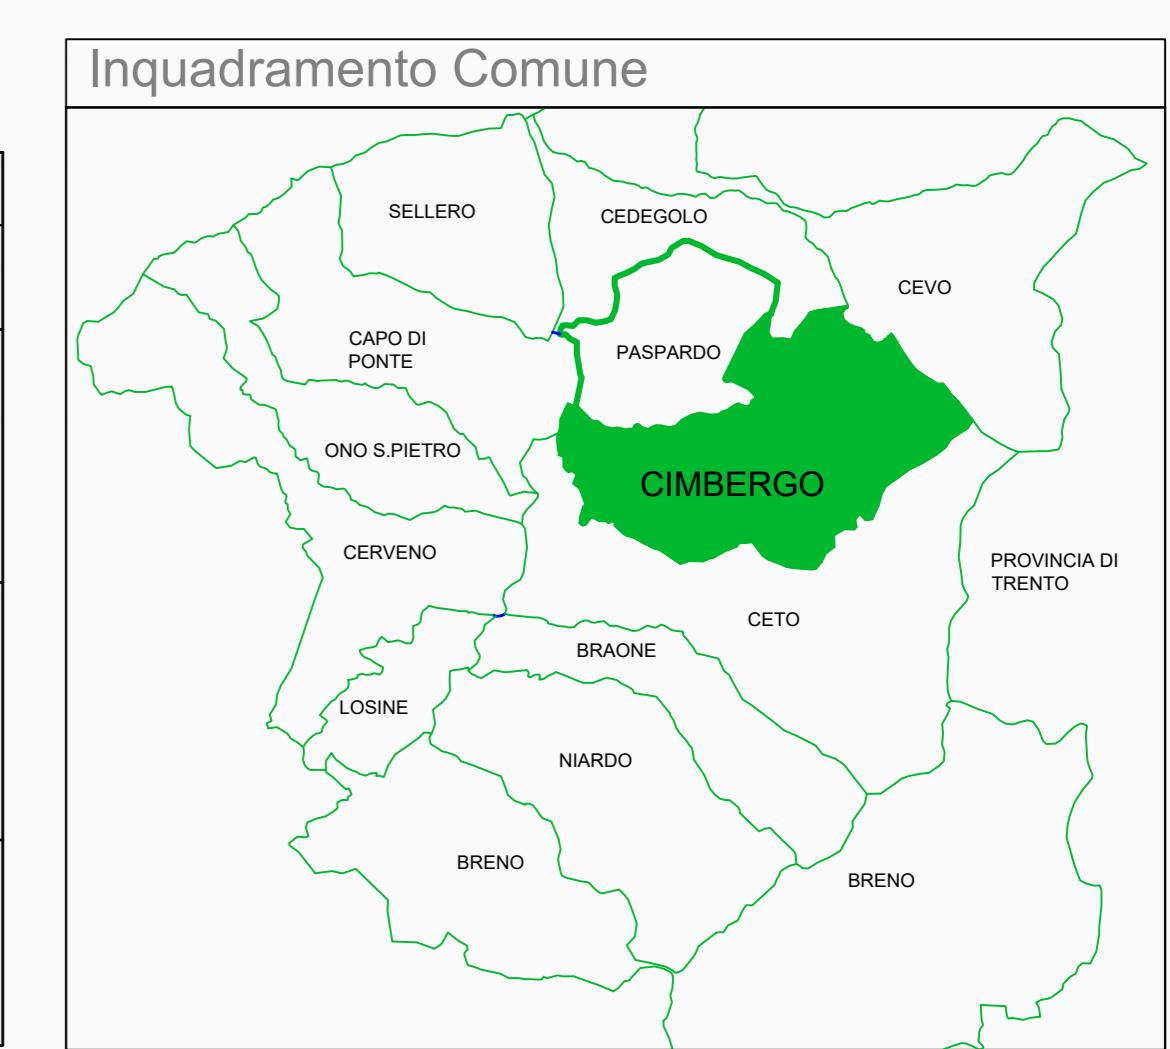 Inquadramento Comune
SELLERO
CEDEGOLO
CEVO
CAPO DI
PONTE
PASPARDO
ONO S.PIETRO
CIMBERGO
CERVENO
PROVINCIA DI
TRENTO
CETO
BRAONE
LOSINE
NIARDO
BRENO
BRENO